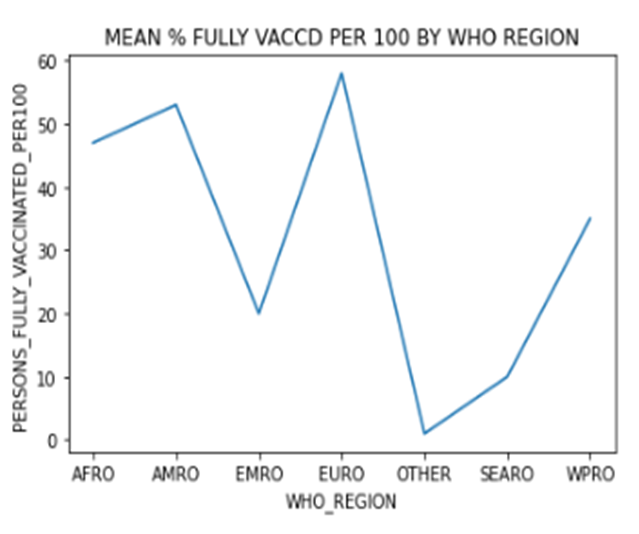 MEAN % FULLY VACCD PER 100 BY WHO REGION
PERSONS_FULLY_VACCINATED_PER100
60
50
40
30
20
10
0
AFRO AMRO EMRO EURO OTHER SEARO WPRO
WHO_REGION